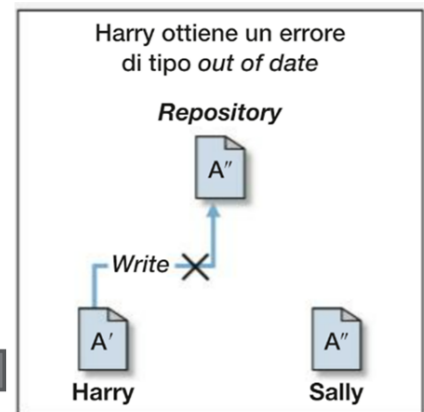 Harry ottiene un errore
di tipo out of date
Repository
A″
Write
A′
A″
Harry
Sally